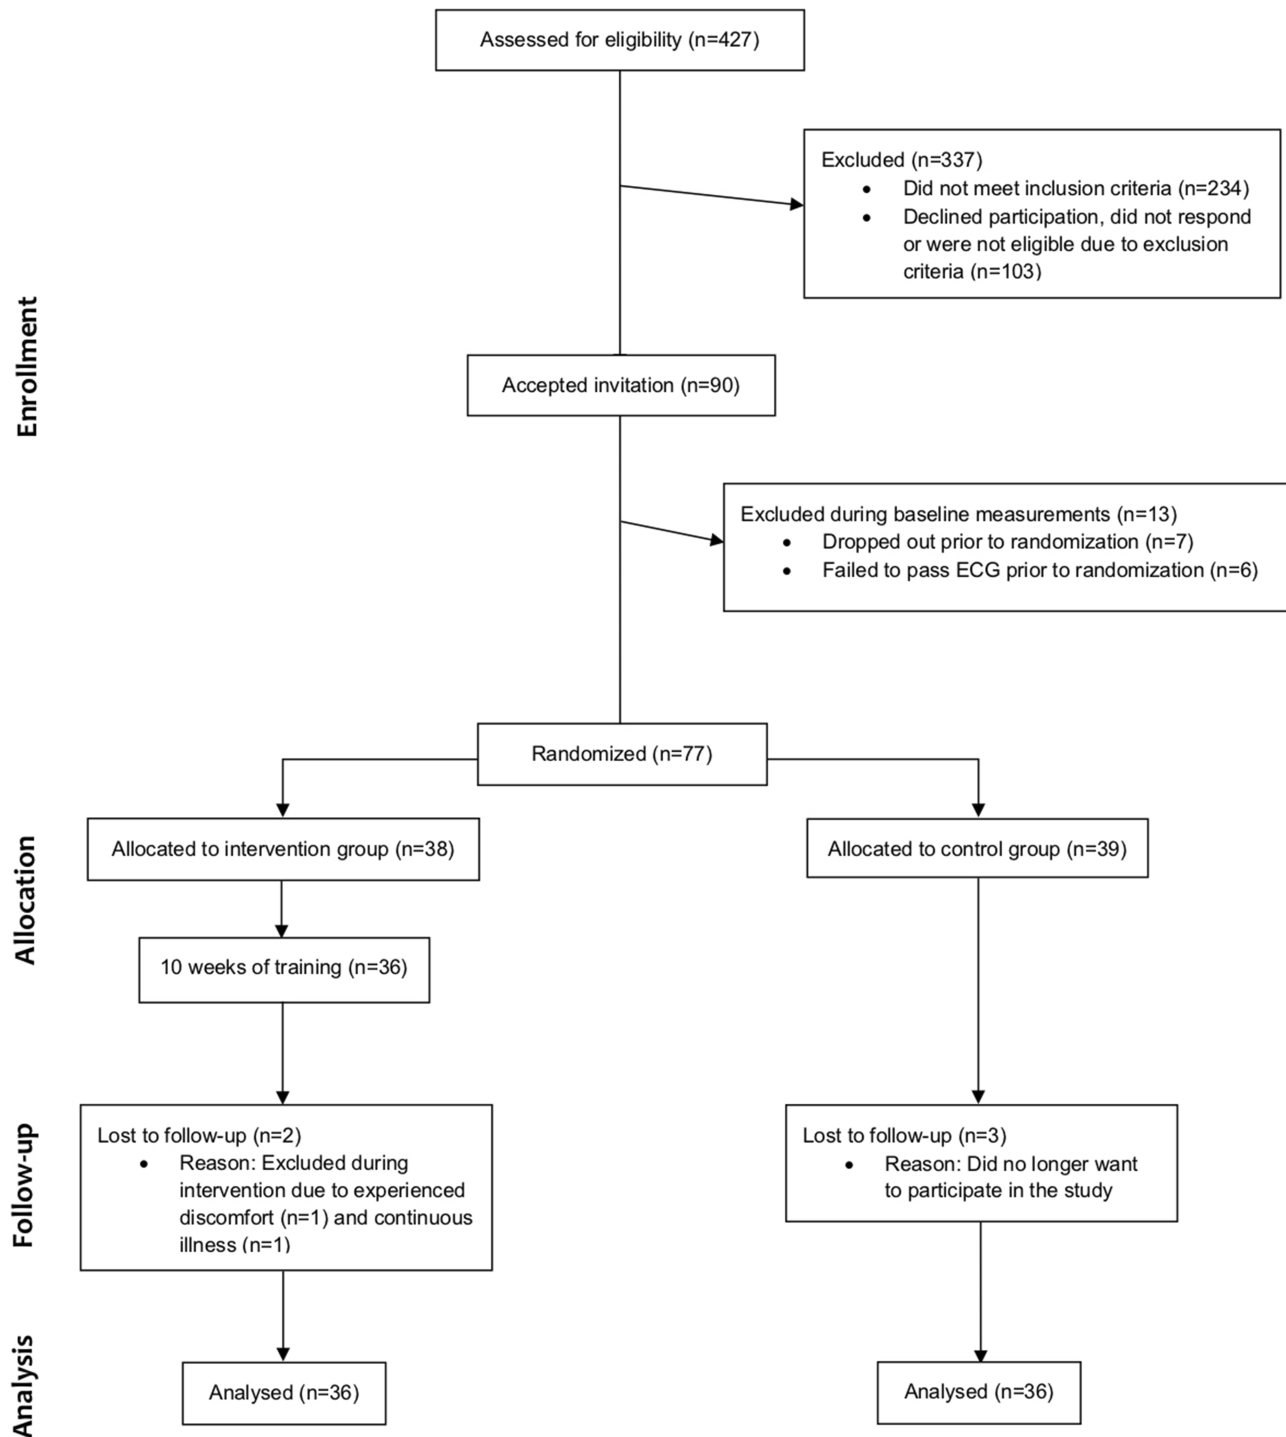 Assessed for eligibility (n=427)
Excluded (n=337)
• Did not meet inclusion criteria (n=234)
• Declined participation, did not respond
or were not eligible due to exclusion
criteria (n=103)
Enrollment
Accepted invitation (n=90)
Excluded during baseline measurements (n=13)
• Dropped out prior to randomization (n=7)
• Failed to pass ECG prior to randomization (n=6)
Randomized (n=77)
Allocation
Allocated to intervention group (n=38)
Allocated to control group (n=39)
10 weeks of training (n=36)
Follow-up
Lost to follow-up (n=2)
• Reason: Excluded during
intervention due to experienced
discomfort (n=1) and continuous
illness (n=1)
Lost to follow-up (n=3)
• Reason: Did no longer want
to participate in the study
Analysis
Analysed (n=36)
Analysed (n=36)